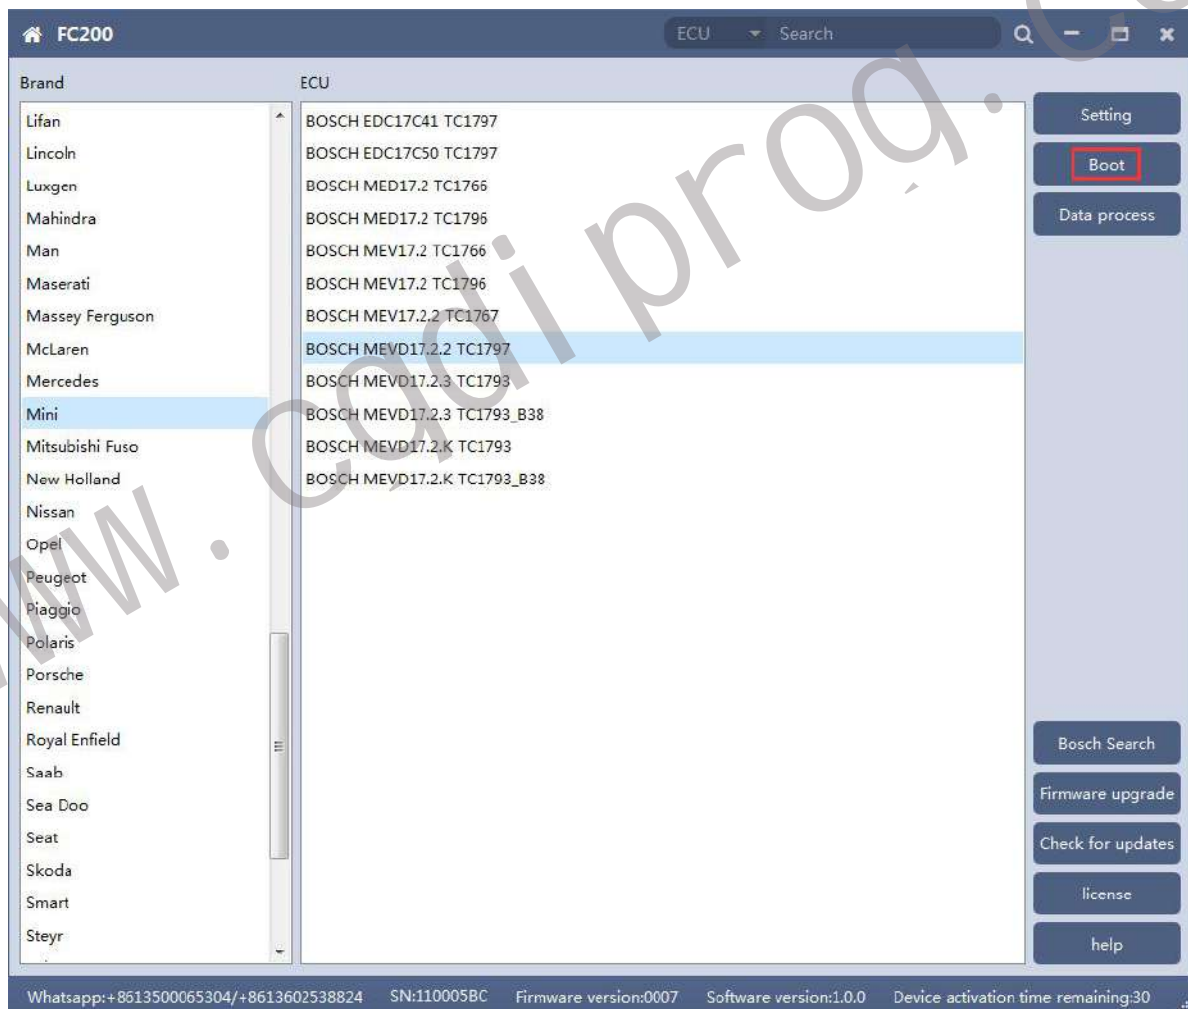 FC200
ECU
Search
Brand
ECU
Lifan
Lincoln
Luxgen
Mahindra
Man
Maserati
Massey Ferguson
McLaren
Mercedes
Mini
Mitsubishi Fuso
New Holland
Nissan
Opel
Peugeot
Piaggio
Polaris
Porsche
Renault
Royal Enfield
Saab
Sea Doo
Seat
Skoda
Smart
Steyr
BOSCH EDC17C41 TC1797
BOSCH EDC17C50 TC1797
BOSCH MED17.2 TC1766
BOSCH MED17.2 TC1796
BOSCH MEV17.2 TC1766
BOSCH MEV17.2 TC1796
BOSCH MEV17.2.2 TC1767
BOSCH MEVD17.2.2 TC1797
BOSCH MEVD17.2.3 TC1793
BOSCH MEVD17.2.3 TC1793_B38
BOSCH MEVD17.2.K TC1793
BOSCH MEVD17.2.K TC1793_B38
Setting
Boot
Data process
Bosch Search
Firmware upgrade
Check for updates
license
help
Whatsapp:+8613500065304/+8613602538824 SN:110005BC Firmware version:0007 Software version:1.0.0 Device activation time remaining:30